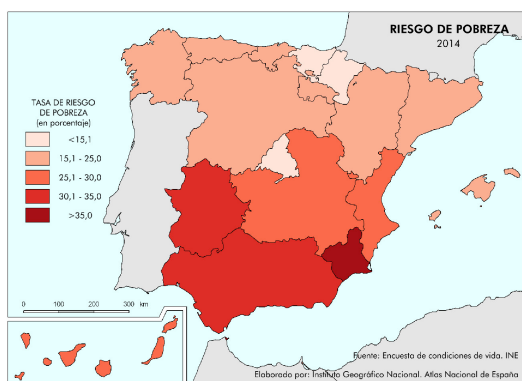 RIESGO DE POBREZA
2014
TASA DE RIESGO
DE POBREZA
(en porcentaje)
<15,1
15,1 - 25,0
25,1 - 30,0
30,1 - 35,0
>35,0
0 100 200 300 km
Fuente: Encuesta de condiciones de vida. INE
Elaborado por: Instituto Geográfico Nacional. Atlas Nacional de España